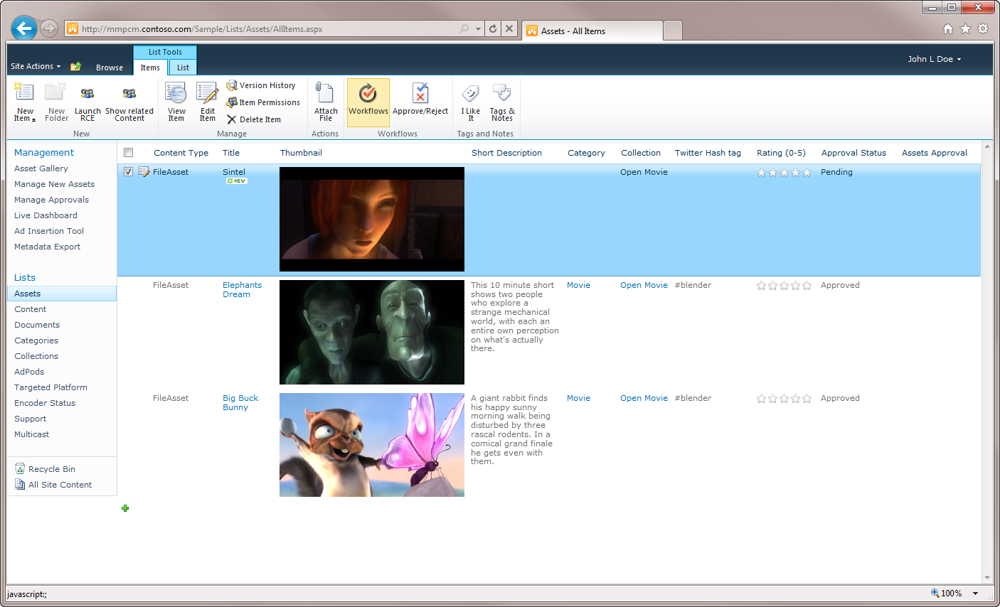 http://mmpcm.contoso.com/Sample/Lists/Assets/AllItems.aspx
Assets - All Items
List Tools
Site Actions
Browse
Items
List
John L Doe
New Item
New Folder
Launch RCE
Show related Content
New
View Item
Edit Item
Version History
Item Permissions
Delete Item
Manage
Attach File
Actions
Workflows
Approve/Reject
Workflows
I Like It
Tags & Notes
Tags and Notes
Management
Asset Gallery
Manage New Assets
Manage Approvals
Live Dashboard
Ad Insertion Tool
Metadata Export
Lists
Assets
Content
Documents
Categories
Collections
AdPods
Targeted Platform
Encoder Status
Support
Multicast
Recycle Bin
All Site Content
Content Type Title Thumbnail Short Description Category Collection Twitter Hash tag Rating (0-5) Approval Status Assets Approval
FileAsset Sintel Open Movie Pending
NEW
FileAsset
Elephants
Dream
This 10 minute short
shows two people
who explore a
strange mechanical
world, with each an
entire own perception
on what's actually
there.
Movie
Open Movie
#blender
Approved
FileAsset
Big Buck
Bunny
A giant rabbit finds
his happy sunny
morning walk being
disturbed by three
rascal rodents. In a
comical grand finale
he gets even with
them.
Movie
Open Movie
#blender
Approved
javascript:;
100%